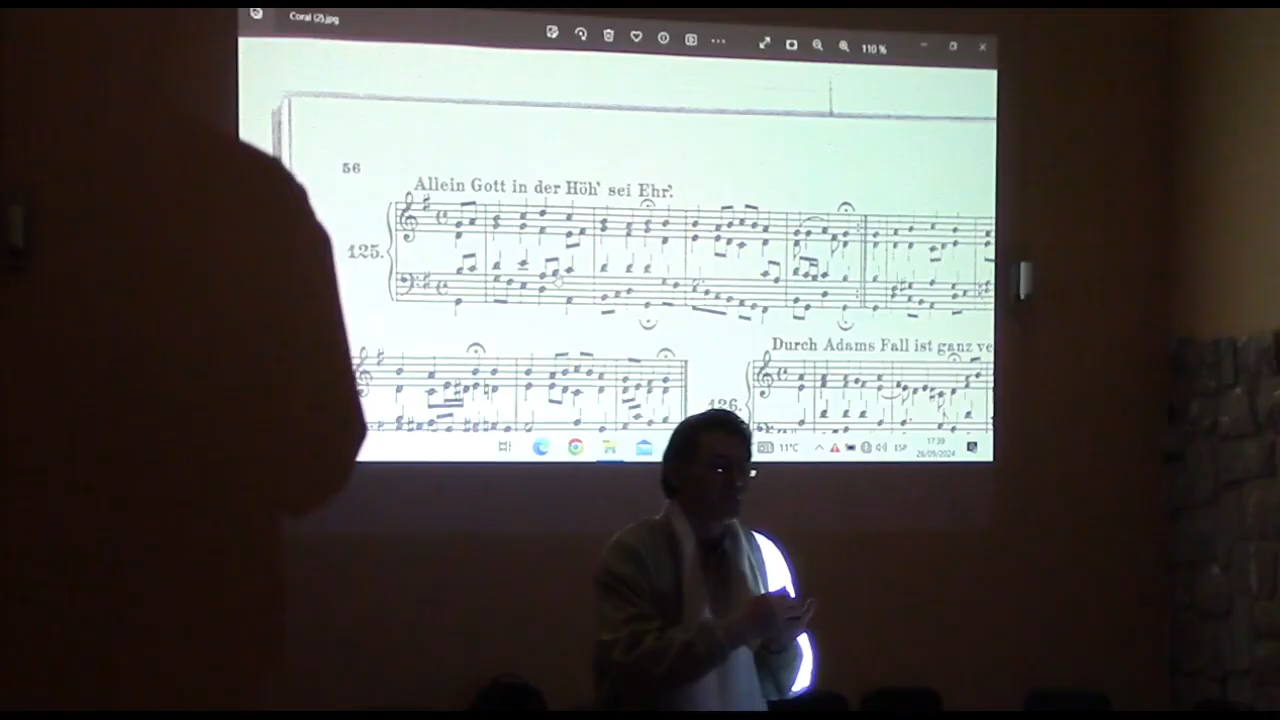 Coral (2).jpg
110 %
56
Allein Gott in der Höh' sei Ehr'.
125.
Durch Adams Fall ist ganz ve
126.
11°C
ESP
17:39
26/09/2024